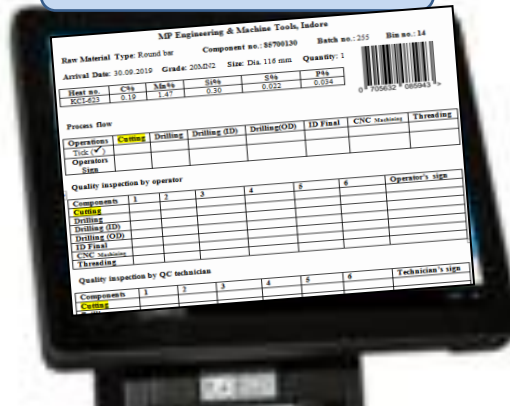 MP Engineering & Machine Tools, Indore
Raw Material Type: Round bar Component no.: 85700130 Batch no.: 255 Bin no.: 14
Arrival Date: 30.09.2019 Grade: 20MN2 Size: Dia. 116 mm Quantity: 1
Heat no. C% Mn% Si% S% P%
KCI-623 0.19 1.47 0.30 0.022 0.034
0 705632 085943 >
Process flow
Operations Cutting Drilling Drilling (ID) Drilling(OD) ID Final CNC Machining Threading
Tick (✓)
Operators
Sign
Quality inspection by operator
Components 1 2 3 4 5 6 Operator's sign
Cutting
Drilling
Drilling (ID)
Drilling (OD)
ID Final
CNC Machining
Threading
Quality inspection by QC technician
Components 1 2 3 4 5 6 Technician's sign
Cutting